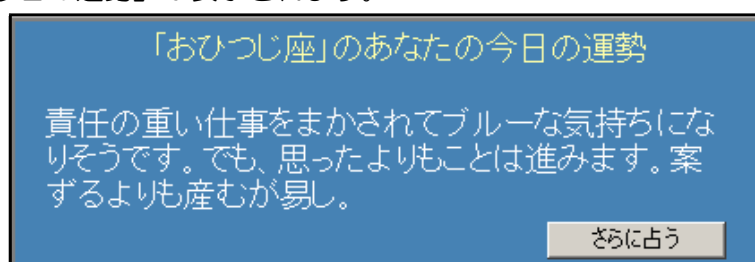 「おひつじ座」のあなたの今日の運勢
責任の重い仕事をまかされてブルーな気持ちにな
りそうです。でも、思ったよりもことは進みます。案
ずるよりも産むが易し。
さらに占う